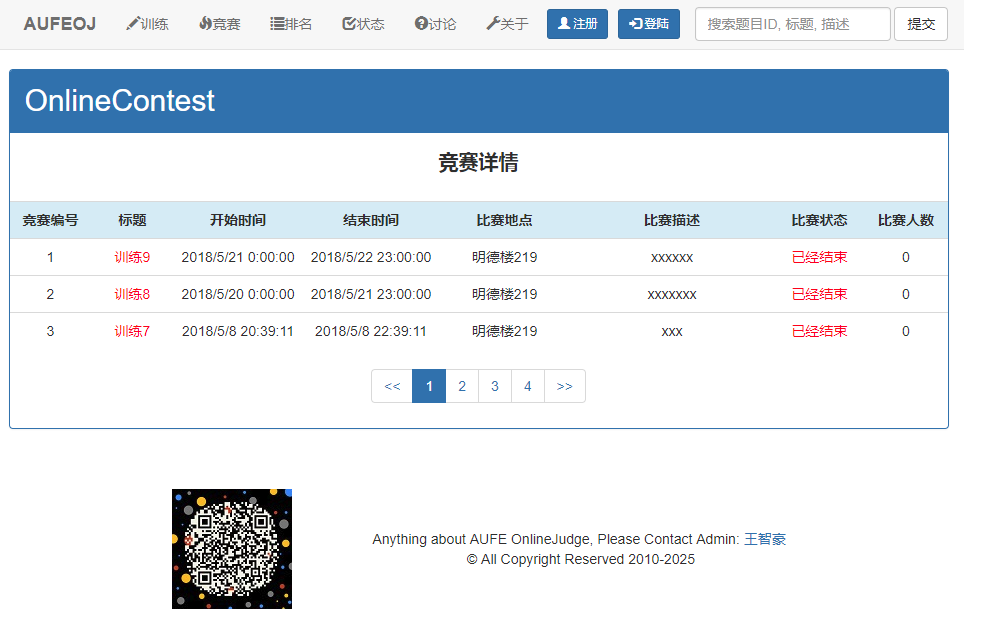 AUFEOJ 训练 竞赛 排名 状态 讨论 关于 注册 登陆 搜索题目ID, 标题, 描述 提交
OnlineContest
竞赛详情
竞赛编号 标题 开始时间 结束时间 比赛地点 比赛描述 比赛状态 比赛人数
1 训练9 2018/5/21 0:00:00 2018/5/22 23:00:00 明德楼219 xxxxxx 已经结束 0
2 训练8 2018/5/20 0:00:00 2018/5/21 23:00:00 明德楼219 xxxxxxx 已经结束 0
3 训练7 2018/5/8 20:39:11 2018/5/8 22:39:11 明德楼219 xxx 已经结束 0
<< 1 2 3 4 >>
Anything about AUFE OnlineJudge, Please Contact Admin: 王智豪
© All Copyright Reserved 2010-2025